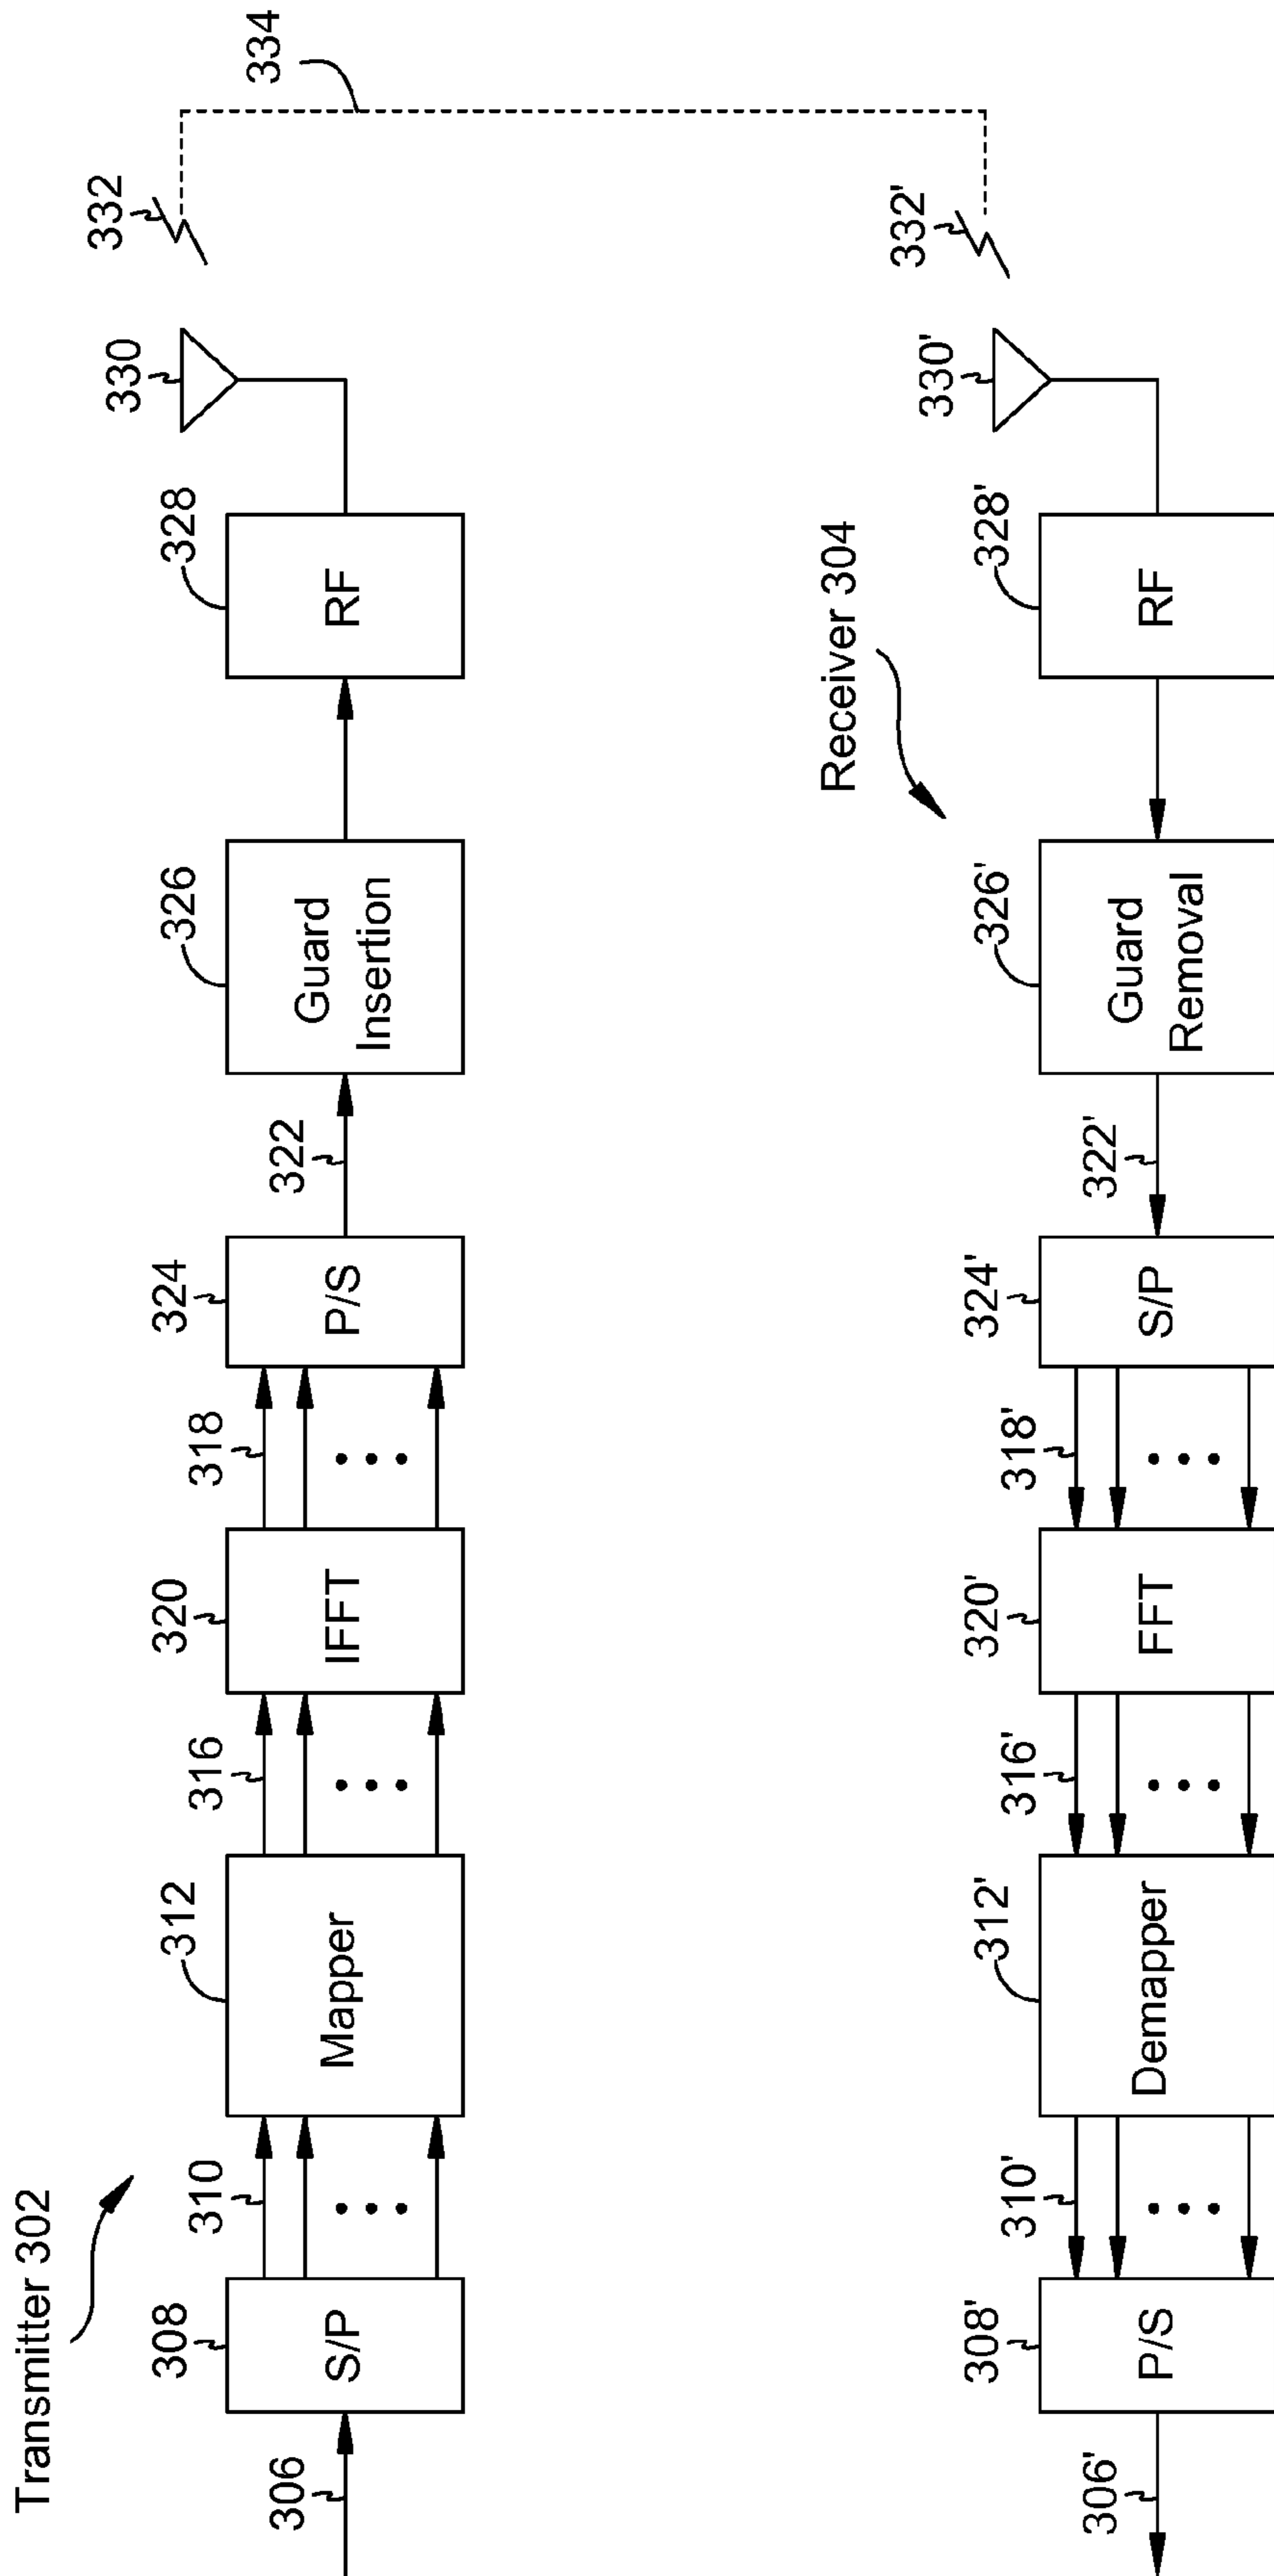 Transmitter 302
306
308
S/P
310
312
Mapper
316
320
IFFT
318
324
P/S
322
326
Guard
Insertion
328
RF
330
332
334
Receiver 304
306'
308'
P/S
310'
312'
Demapper
316'
320'
FFT
318'
324'
S/P
322'
326'
Guard
Removal
328'
RF
330'
332'